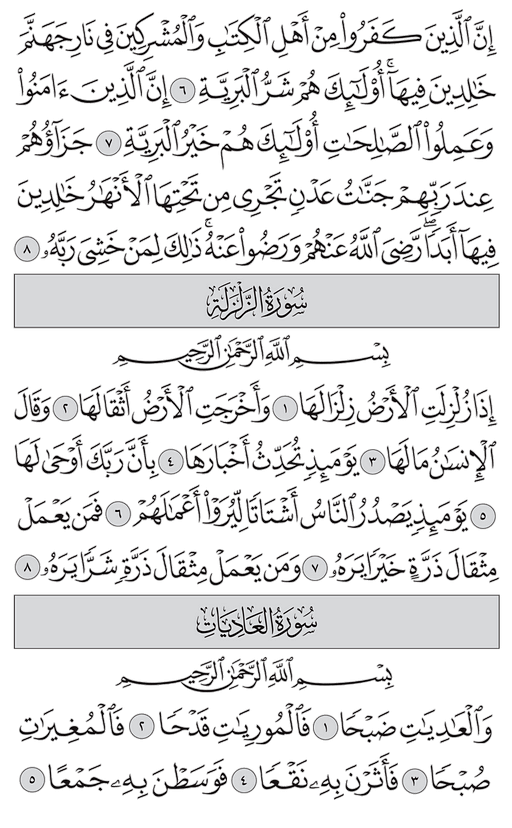 إِنَّ ٱلَّذِينَ كَفَرُوا۟ مِنْ أَهْلِ ٱلْكِتَٰبِ وَٱلْمُشْرِكِينَ فِى نَارِ جَهَنَّمَ
خَٰلِدِينَ فِيهَآ ۚ أُو۟لَٰٓئِكَ هُمْ شَرُّ ٱلْبَرِيَّةِ ٦ إِنَّ ٱلَّذِينَ ءَامَنُوا۟
وَعَمِلُوا۟ ٱلصَّٰلِحَٰتِ أُو۟لَٰٓئِكَ هُمْ خَيْرُ ٱلْبَرِيَّةِ ٧ جَزَآؤُهُمْ
عِندَ رَبِّهِمْ جَنَّٰتُ عَدْنٍ تَجْرِى مِن تَحْتِهَا ٱلْأَنْهَٰرُ خَٰلِدِينَ
فِيهَآ أَبَدًا ۖ رَّضِىَ ٱللَّهُ عَنْهُمْ وَرَضُوا۟ عَنْهُ ۚ ذَٰلِكَ لِمَنْ خَشِىَ رَبَّهُۥ ٨
سُورَةُ الزَّلْزَلَةِ
بِسْمِ ٱللَّهِ ٱلرَّحْمَٰنِ ٱلرَّحِيمِ
إِذَا زُلْزِلَتِ ٱلْأَرْضُ زِلْزَالَهَا ١ وَأَخْرَجَتِ ٱلْأَرْضُ أَثْقَالَهَا ٢ وَقَالَ
ٱلْإِنسَٰنُ مَا لَهَا ٣ يَوْمَئِذٍ تُحَدِّثُ أَخْبَارَهَا ٤ بِأَنَّ رَبَّكَ أَوْحَىٰ لَهَا
٥ يَوْمَئِذٍ يَصْدُرُ ٱلنَّاسُ أَشْتَاتًا لِّيُرَوْا۟ أَعْمَٰلَهُمْ ٦ فَمَن يَعْمَلْ
مِثْقَالَ ذَرَّةٍ خَيْرًا يَرَهُۥ ٧ وَمَن يَعْمَلْ مِثْقَالَ ذَرَّةٍ شَرًّا يَرَهُۥ ٨
سُورَةُ العَادِيَاتِ
بِسْمِ ٱللَّهِ ٱلرَّحْمَٰنِ ٱلرَّحِيمِ
وَٱلْعَٰدِيَٰتِ ضَبْحًا ١ فَٱلْمُورِيَٰتِ قَدْحًا ٢ فَٱلْمُغِيرَٰتِ
صُبْحًا ٣ فَأَثَرْنَ بِهِۦ نَقْعًا ٤ فَوَسَطْنَ بِهِۦ جَمْعًا ٥